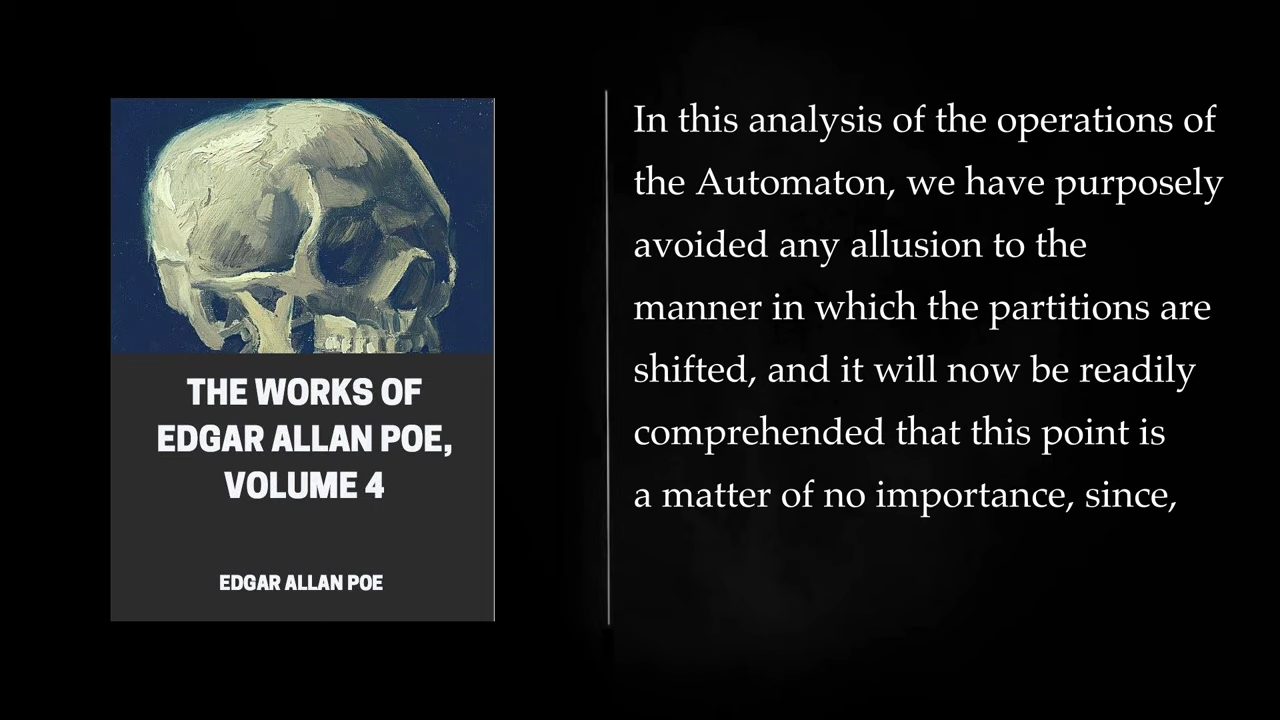 THE WORKS OF
EDGAR ALLAN POE,
VOLUME 4
EDGAR ALLAN POE
In this analysis of the operations of
the Automaton, we have purposely
avoided any allusion to the
manner in which the partitions are
shifted, and it will now be readily
comprehended that this point is
a matter of no importance, since,